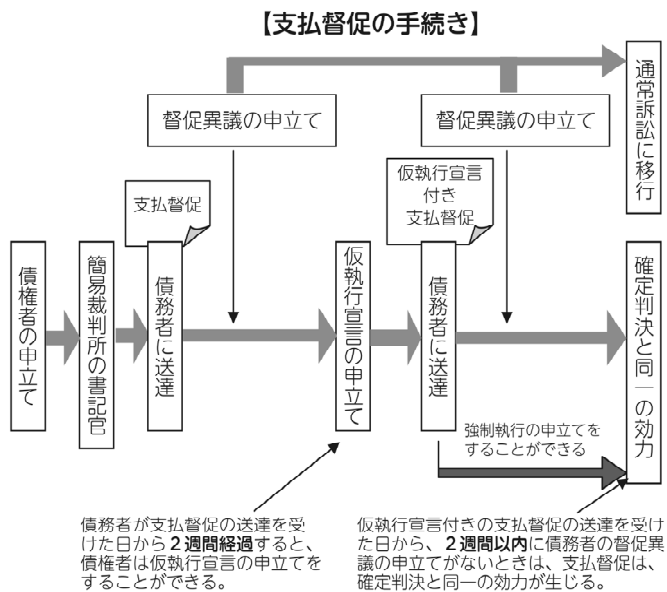 【支払督促の手続き】
督促異議の申立て
督促異議の申立て
通常訴訟に移行
支払督促
仮執行宣言
付き
支払督促
債権者の申立て
簡易裁判所の書記官
債務者に送達
仮執行宣言の申立て
債務者に送達
確定判決と同一の効力
強制執行の申立てを
することができる
債務者が支払督促の送達を受
けた日から２週間経過すると、
債権者は仮執行宣言の申立てを
することができる。
仮執行宣言付きの支払督促の送達を受け
た日から、２週間以内に債務者の督促異
議の申立てがないときは、支払督促は、
確定判決と同一の効力が生じる。